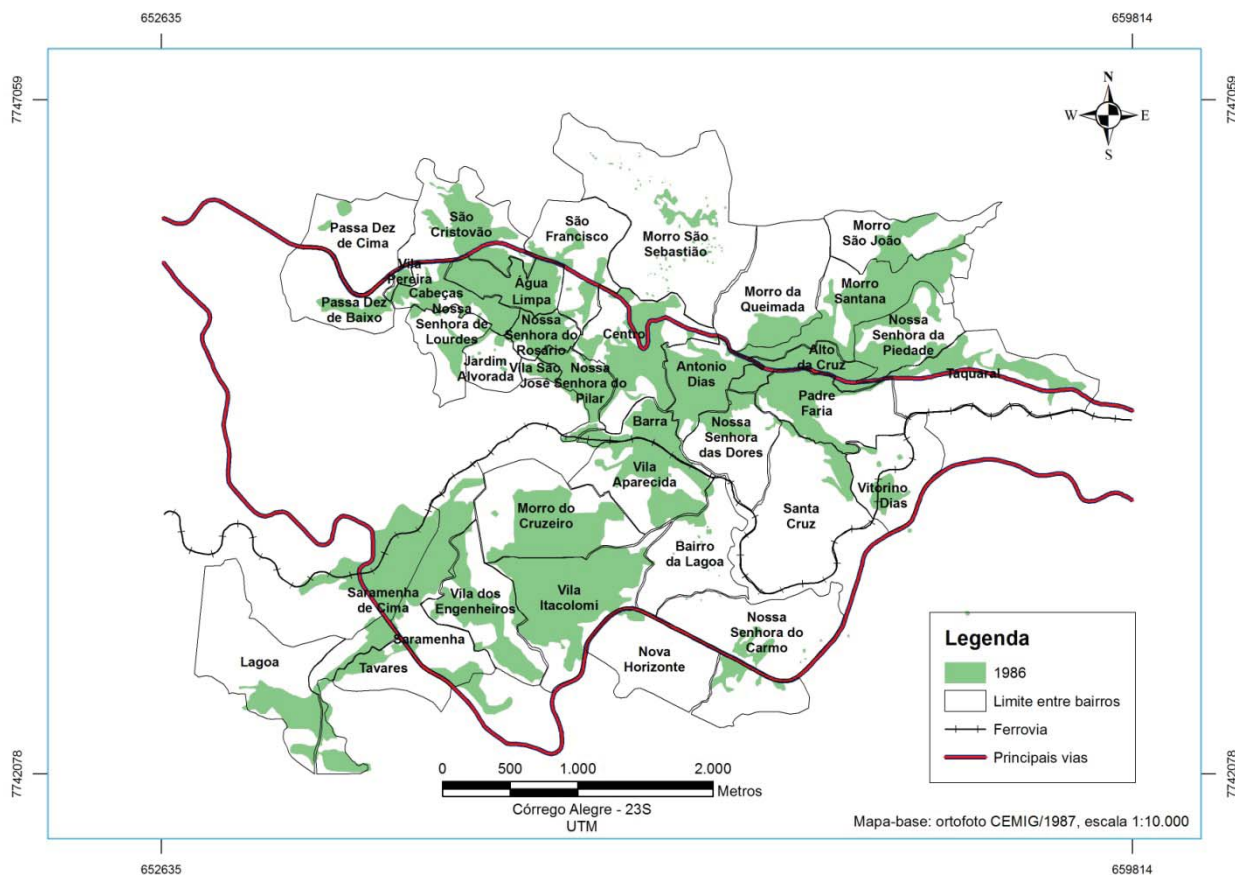 652635
659814
7747059
7747059
N
W
E
S
São
Cristovão
Passa Dez
de Cima
São
Francisco
Morro São
Sebastião
Morro
São João
Vila
Pereira
Cabeças
Água
Limpa
Morro da
Queimada
Morro
Santana
Passa Dez
de Baixo
Nossa
Senhora de
Lourdes
Nossa
Senhora do
Rosário
Centro
Nossa
Senhora da
Piedade
Jardim
Alvorada
Vila São
José
Nossa
Senhora do
Pilar
Antonio
Dias
Alto
da Cruz
Taquaral
Padre
Faria
Barra
Nossa
Senhora
das Dores
Vila
Aparecida
Vitorino
Dias
Morro do
Cruzeiro
Santa
Cruz
Bairro
da Lagoa
Saramenha
de Cima
Vila dos
Engenheiros
Vila
Itacolomi
Saramenha
Nossa
Senhora do
Carmo
Lagoa
Tavares
Nova
Horizonte
Legenda
1986
Limite entre bairros
Ferrovia
Principais vias
7742078
7742078
0
500
1.000
2.000
Metros
Córrego Alegre - 23S
UTM
Mapa-base: ortofoto CEMIG/1987, escala 1:10.000
652635
659814